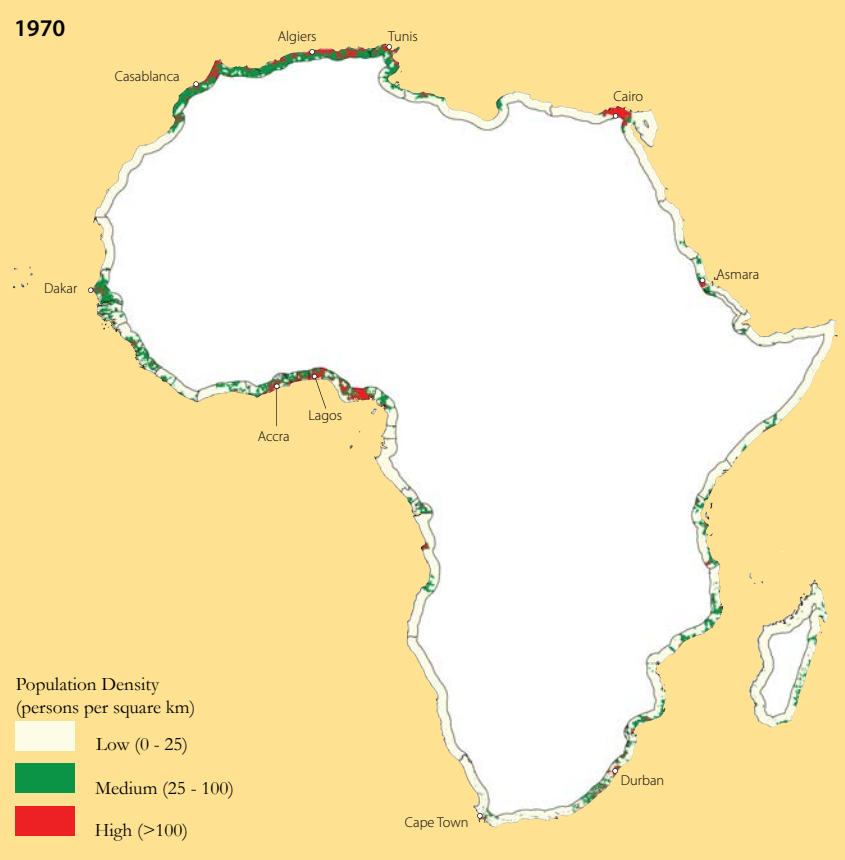 1970
Algiers
Tunis
Casablanca
Cairo
Asmara
Dakar
Lagos
Accra
Durban
Cape Town
Population Density
(persons per square km)
Low (0 - 25)
Medium (25 - 100)
High (>100)